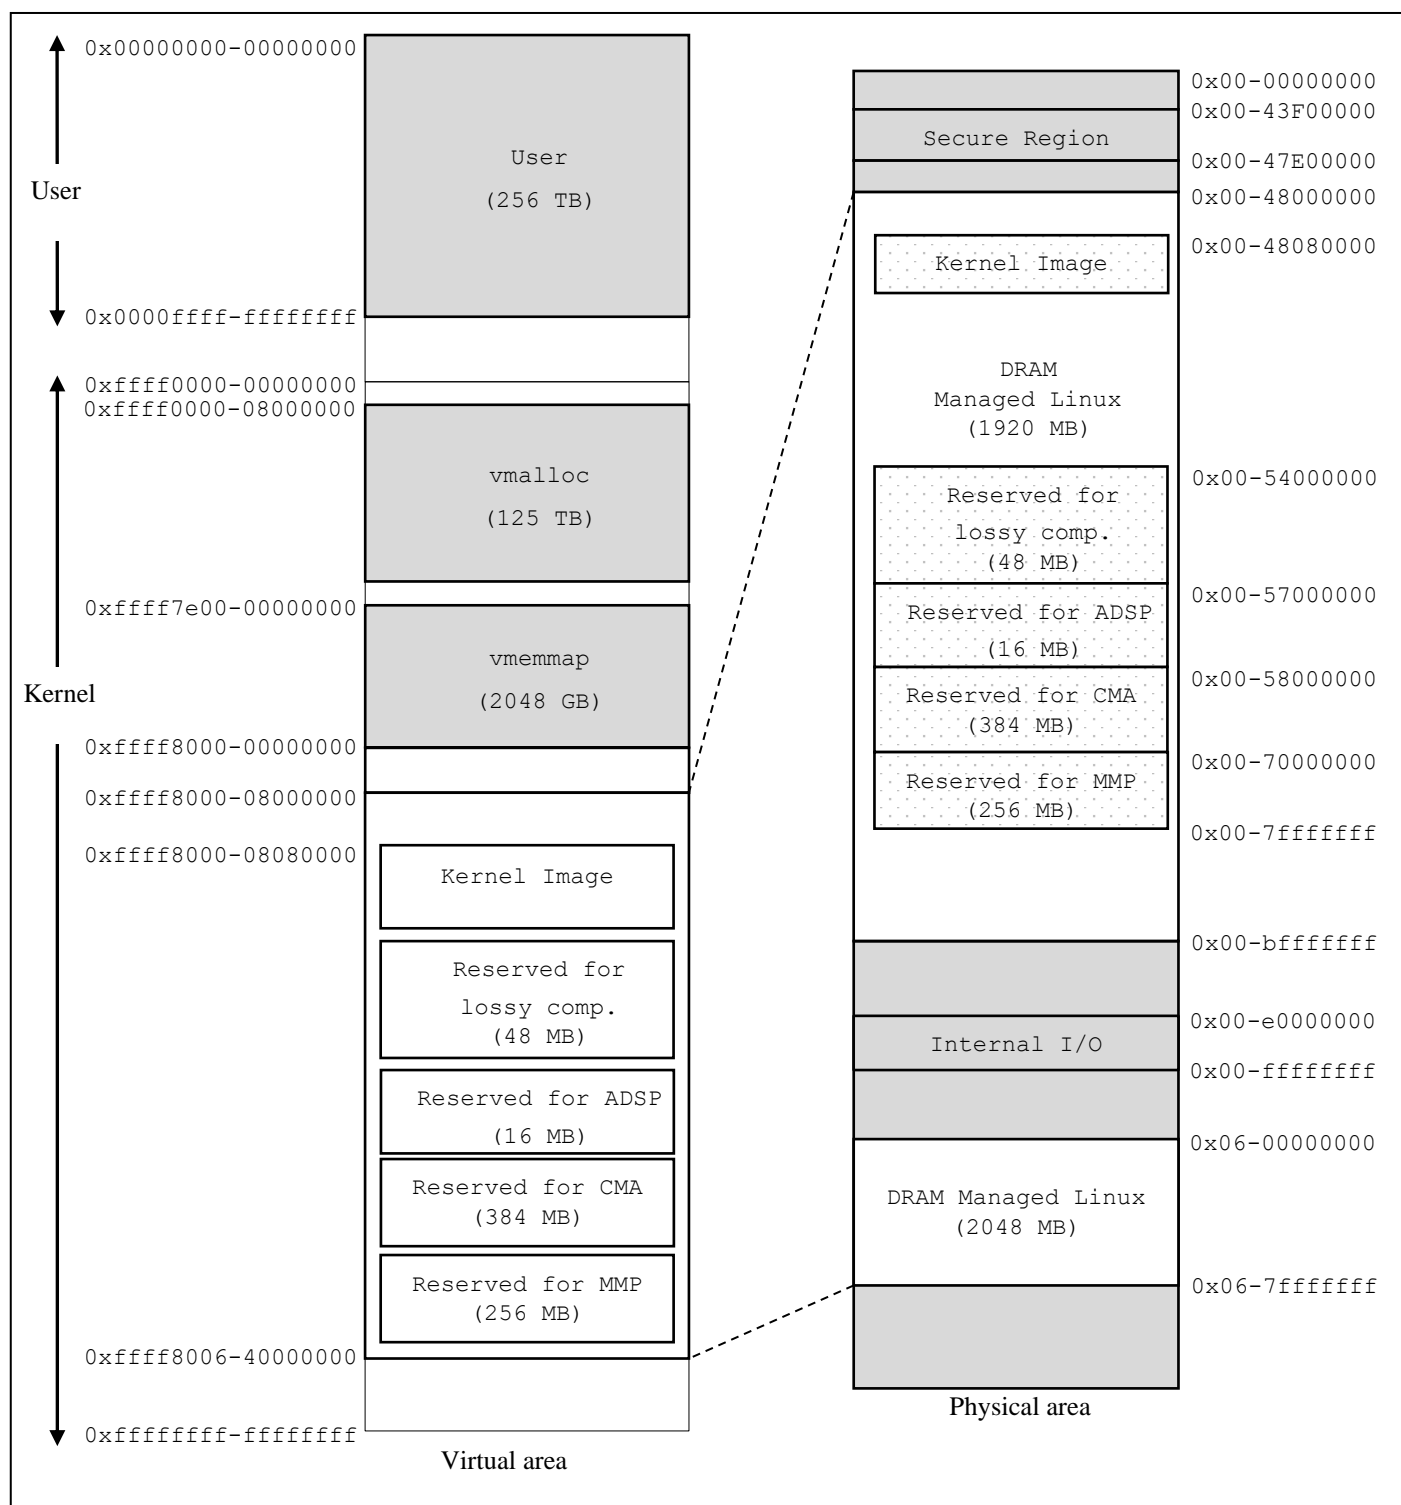 0x00000000-00000000
User
(256 TB)
User
0x0000ffff-ffffffff
0xffff0000-00000000
0xffff0000-08000000
vmalloc
(125 TB)
0xffff7e00-00000000
vmemmap
(2048 GB)
Kernel
0xffff8000-00000000
0xffff8000-08000000
0xffff8000-08080000
Kernel Image
Reserved for
lossy comp.
(48 MB)
Reserved for ADSP
(16 MB)
Reserved for CMA
(384 MB)
Reserved for MMP
(256 MB)
0xffff8006-40000000
0xffffffff-ffffffff
Virtual area
0x00-00000000
0x00-43F00000
Secure Region
0x00-47E00000
0x00-48000000
0x00-48080000
Kernel Image
DRAM
Managed Linux
(1920 MB)
0x00-54000000
Reserved for
lossy comp.
(48 MB)
0x00-57000000
Reserved for ADSP
(16 MB)
0x00-58000000
Reserved for CMA
(384 MB)
0x00-70000000
Reserved for MMP
(256 MB)
0x00-7fffffff
0x00-bfffffff
0x00-e0000000
Internal I/O
0x00-ffffffff
0x06-00000000
DRAM Managed Linux
(2048 MB)
0x06-7fffffff
Physical area